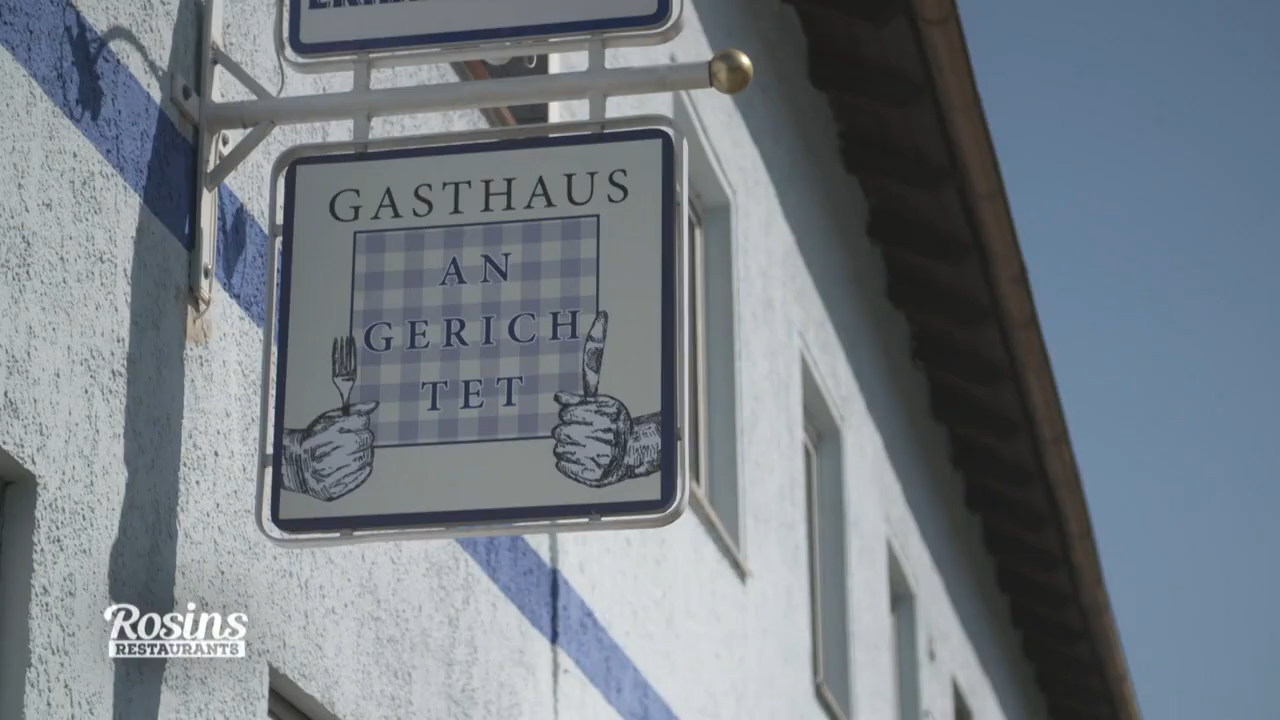 GASTHAUS
AN
GERICH
TET
Rosins
RESTAURANTS